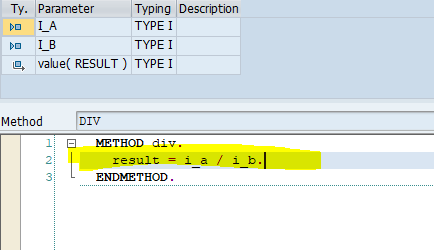 Ty. Parameter Typing Description
I_A TYPE I
I_B TYPE I
value( RESULT ) TYPE I
Method DIV
1 METHOD div.
2 result = i_a / i_b.
3 ENDMETHOD.